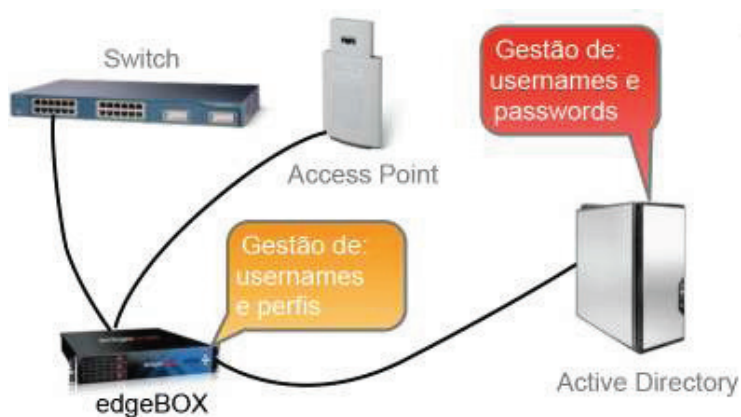 Switch
Access Point
Gestão de:
usernames e
passwords
Gestão de:
usernames
e perfis
edgeBOX
Active Directory